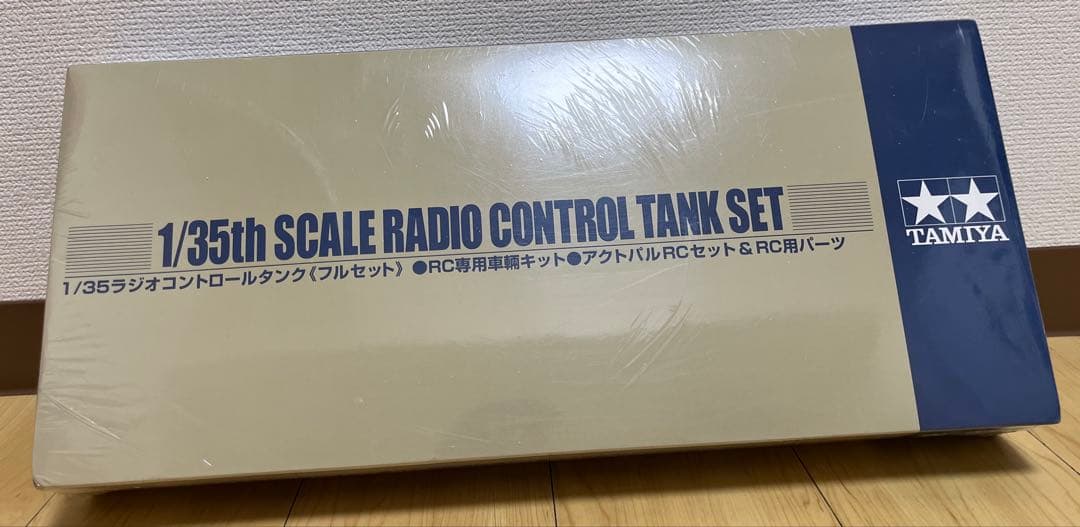 1/35th SCALE RADIO CONTROL TANK SET
1/35ラジオコントロールタンク《フルセット》 ●RC専用車輛キット●アクトパルRCセット&RC用パーツ
TAMIYA